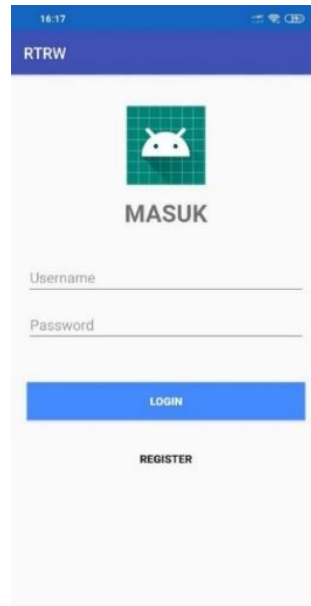 16:17
RTRW
MASUK
Username
Password
LOGIN
REGISTER